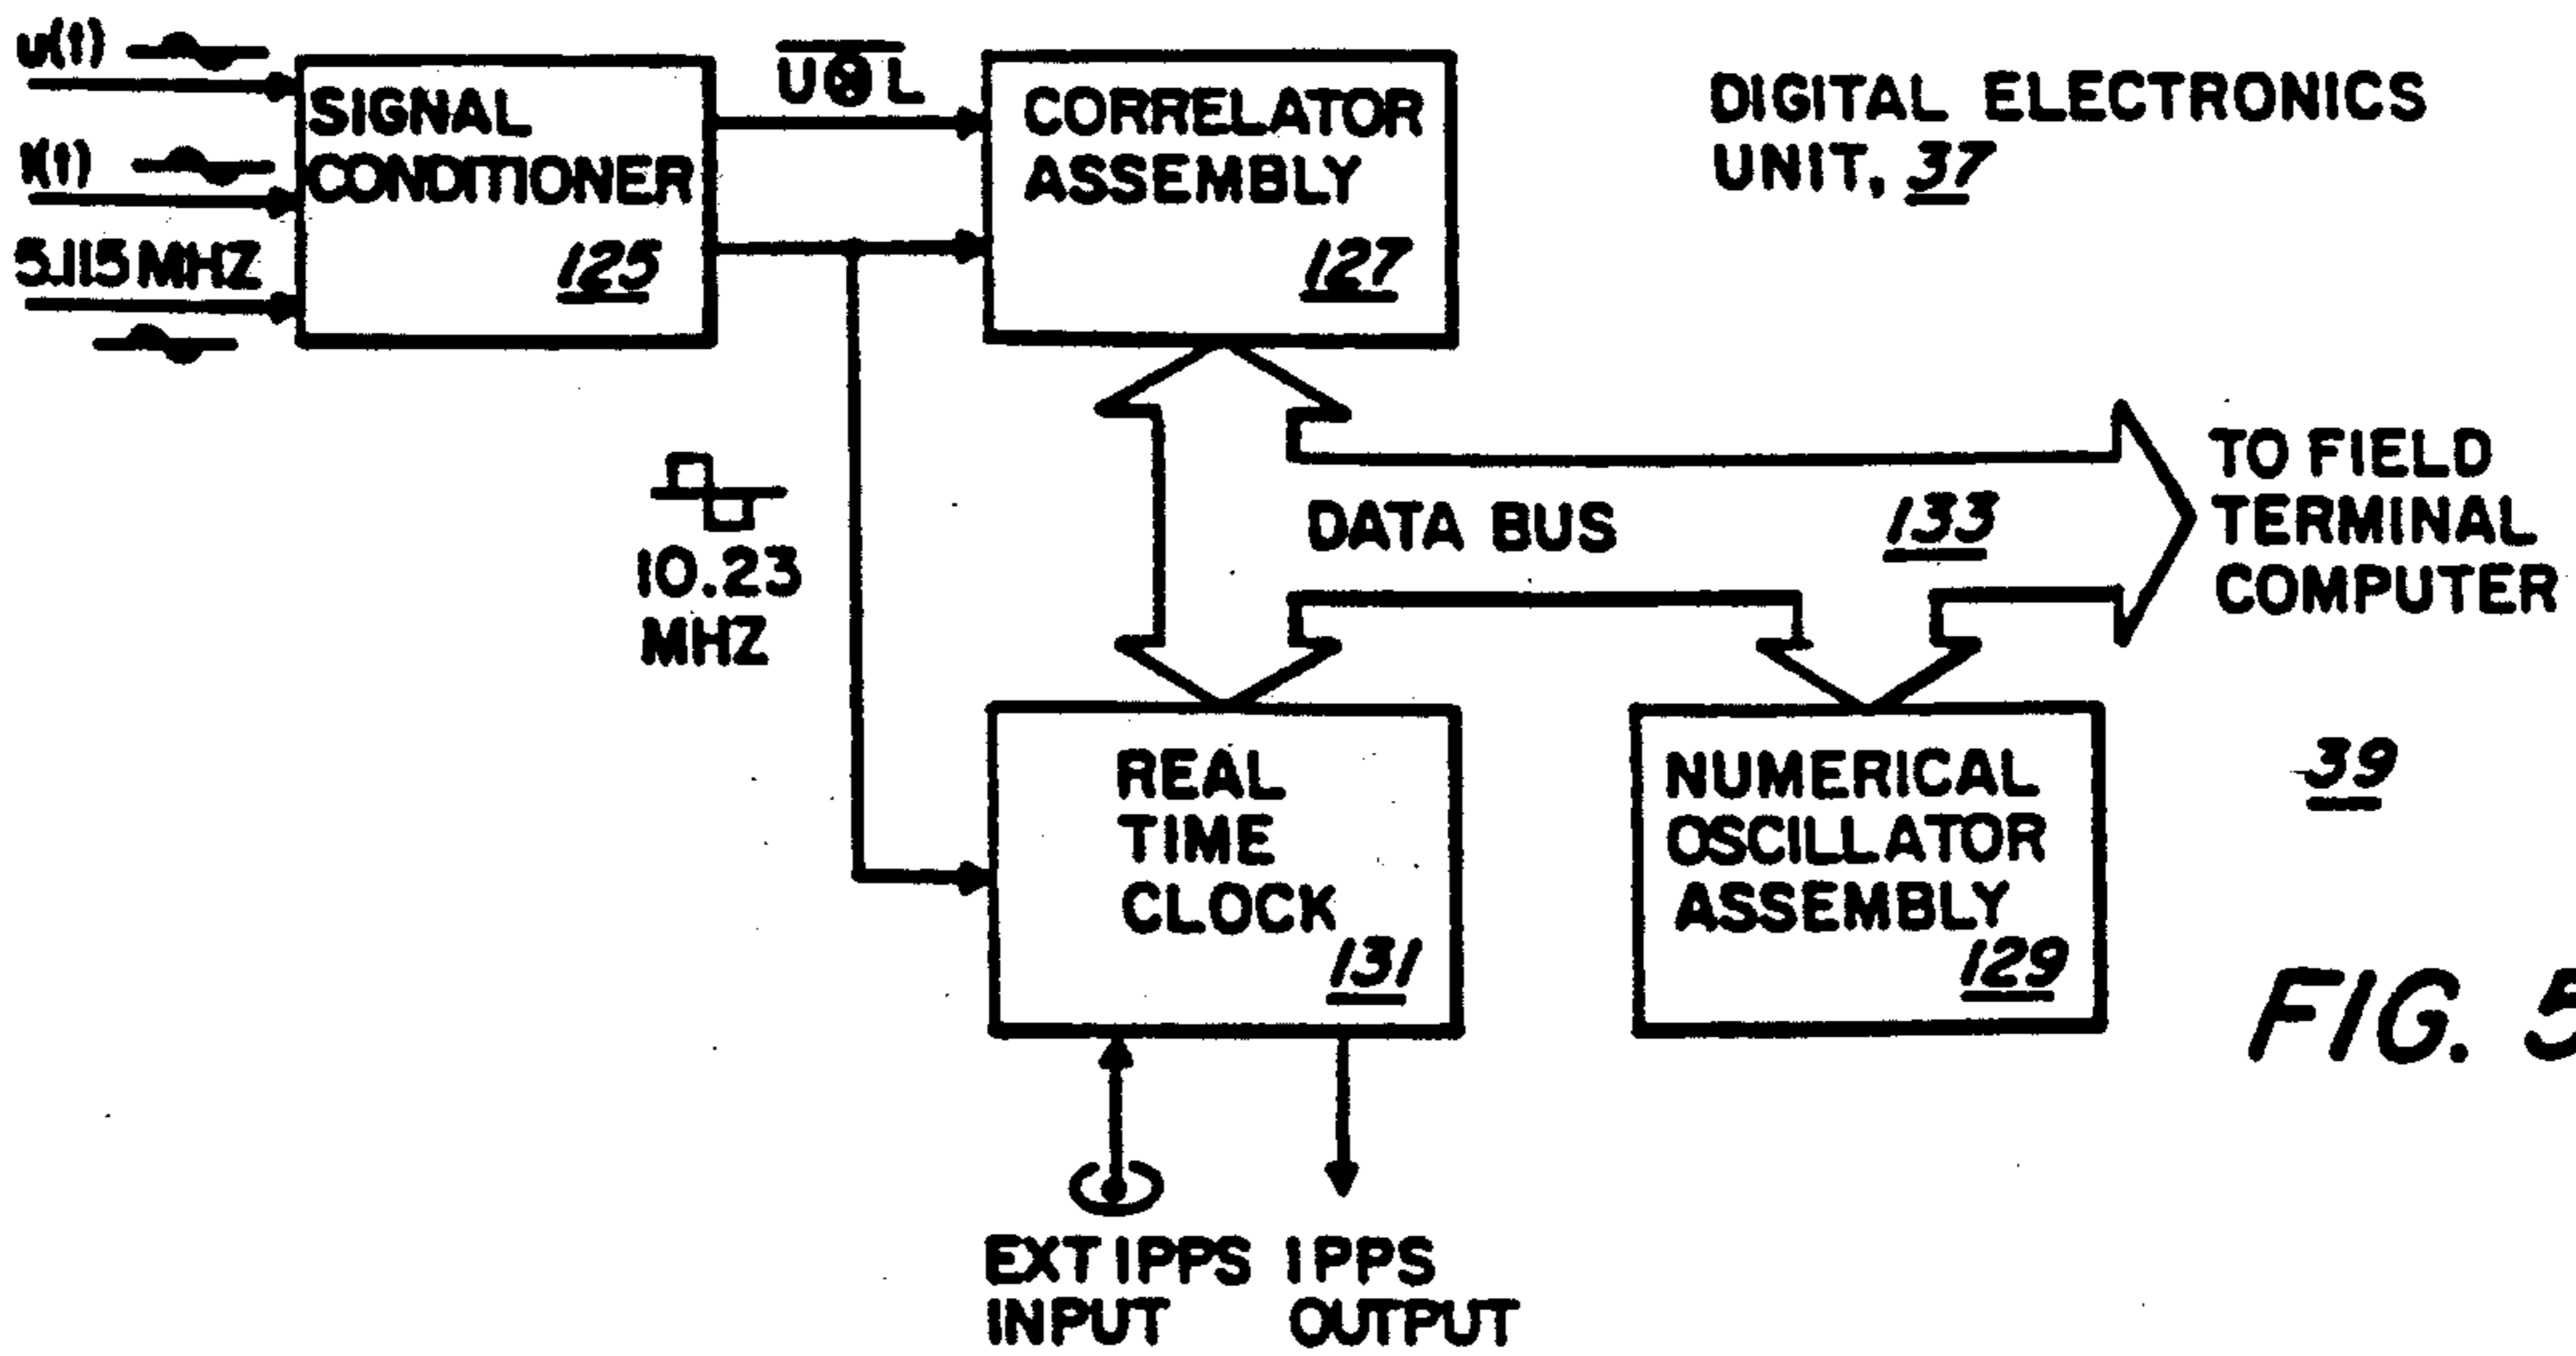 u(t)
l(t)
5.115 MHZ
SIGNAL
CONDITIONER
125
U⊗L
CORRELATOR
ASSEMBLY
127
DIGITAL ELECTRONICS
UNIT, 37
10.23
MHZ
DATA BUS
133
TO FIELD
TERMINAL
COMPUTER
39
REAL
TIME
CLOCK
131
NUMERICAL
OSCILLATOR
ASSEMBLY
129
EXT 1PPS
INPUT
1PPS
OUTPUT
FIG. 5